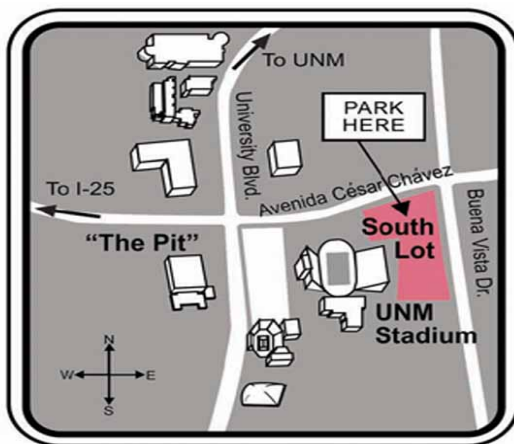 To UNM
PARK
HERE
University Blvd.
To I-25
Avenida César Chávez
"The Pit"
South
Lot
Buena Vista Dr.
UNM
Stadium
N
W
E
S